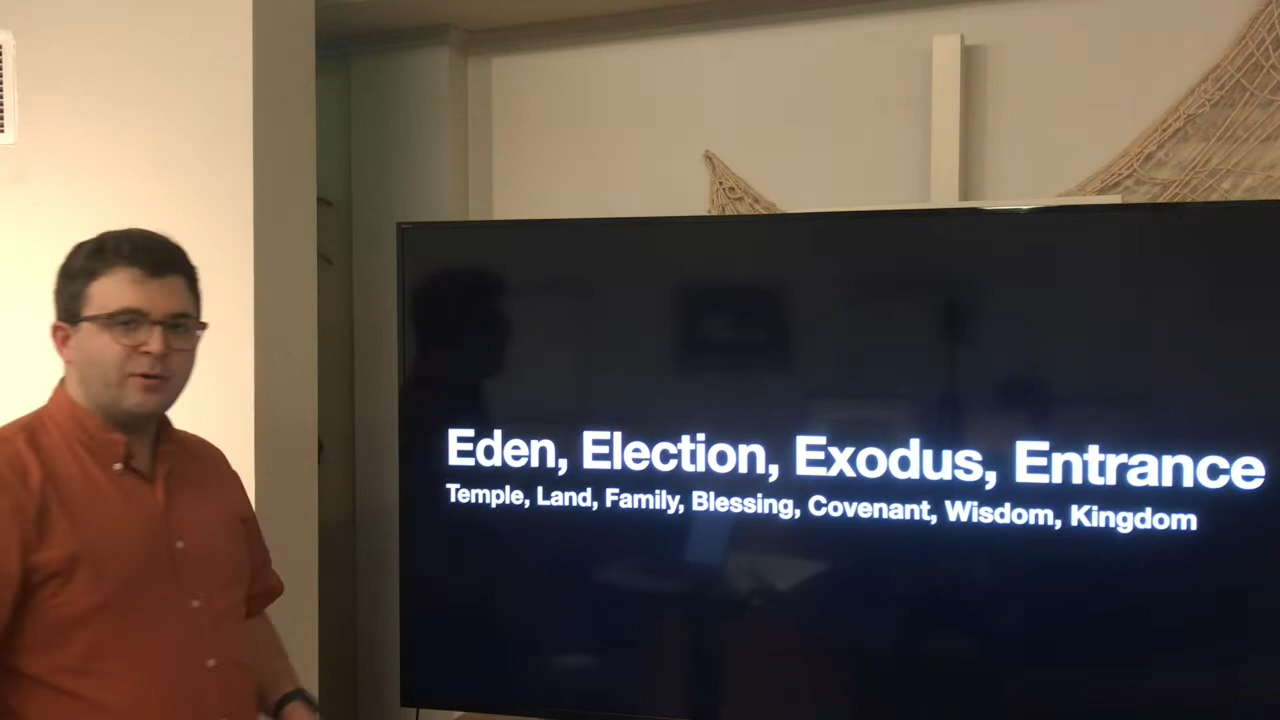 Eden, Election, Exodus, Entrance
Temple, Land, Family, Blessing, Covenant, Wisdom, Kingdom